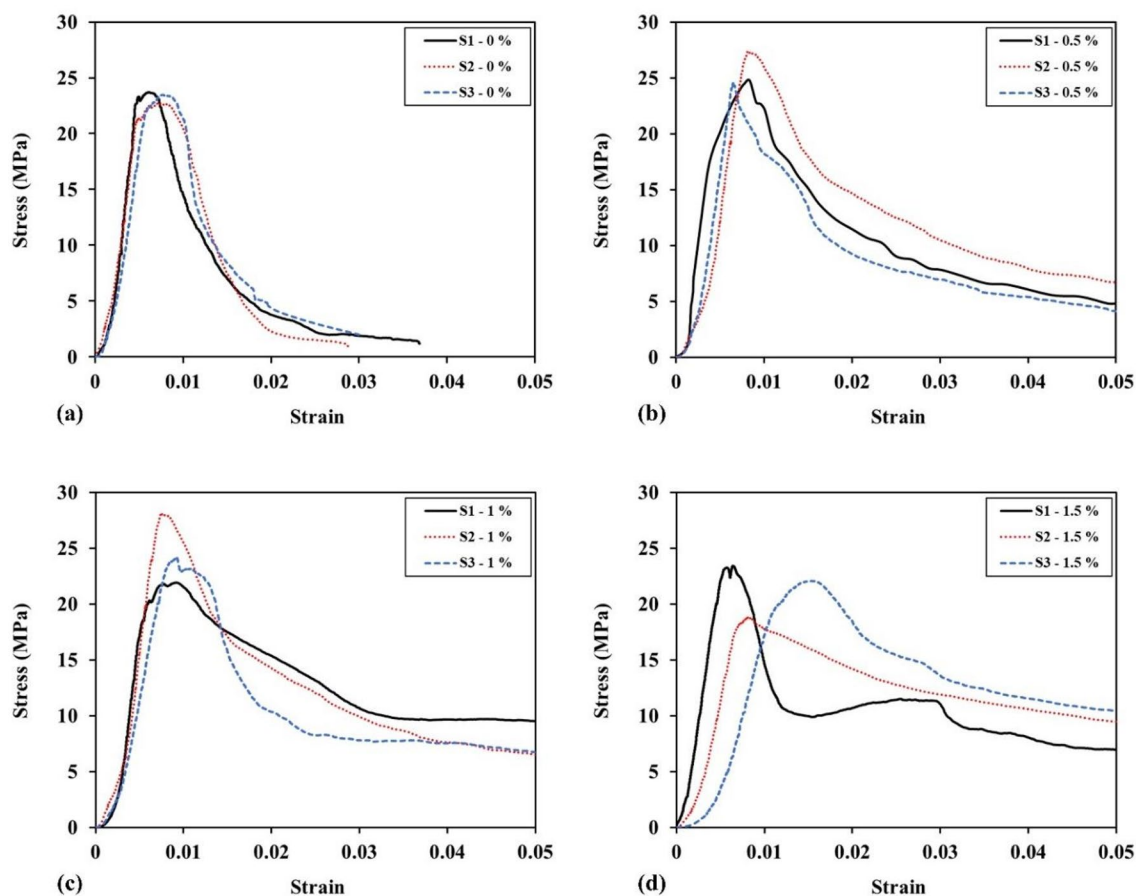 30
25
20
15
10
5
0
Stress (MPa)
S1 - 0 %
S2 - 0 %
S3 - 0 %
0 0.01 0.02 0.03 0.04 0.05
(a) Strain
30
25
20
15
10
5
0
Stress (MPa)
S1 - 0.5 %
S2 - 0.5 %
S3 - 0.5 %
0 0.01 0.02 0.03 0.04 0.05
(b) Strain
30
25
20
15
10
5
0
Stress (MPa)
S1 - 1 %
S2 - 1 %
S3 - 1 %
0 0.01 0.02 0.03 0.04 0.05
(c) Strain
30
25
20
15
10
5
0
Stress (MPa)
S1 - 1.5 %
S2 - 1.5 %
S3 - 1.5 %
0 0.01 0.02 0.03 0.04 0.05
(d) Strain